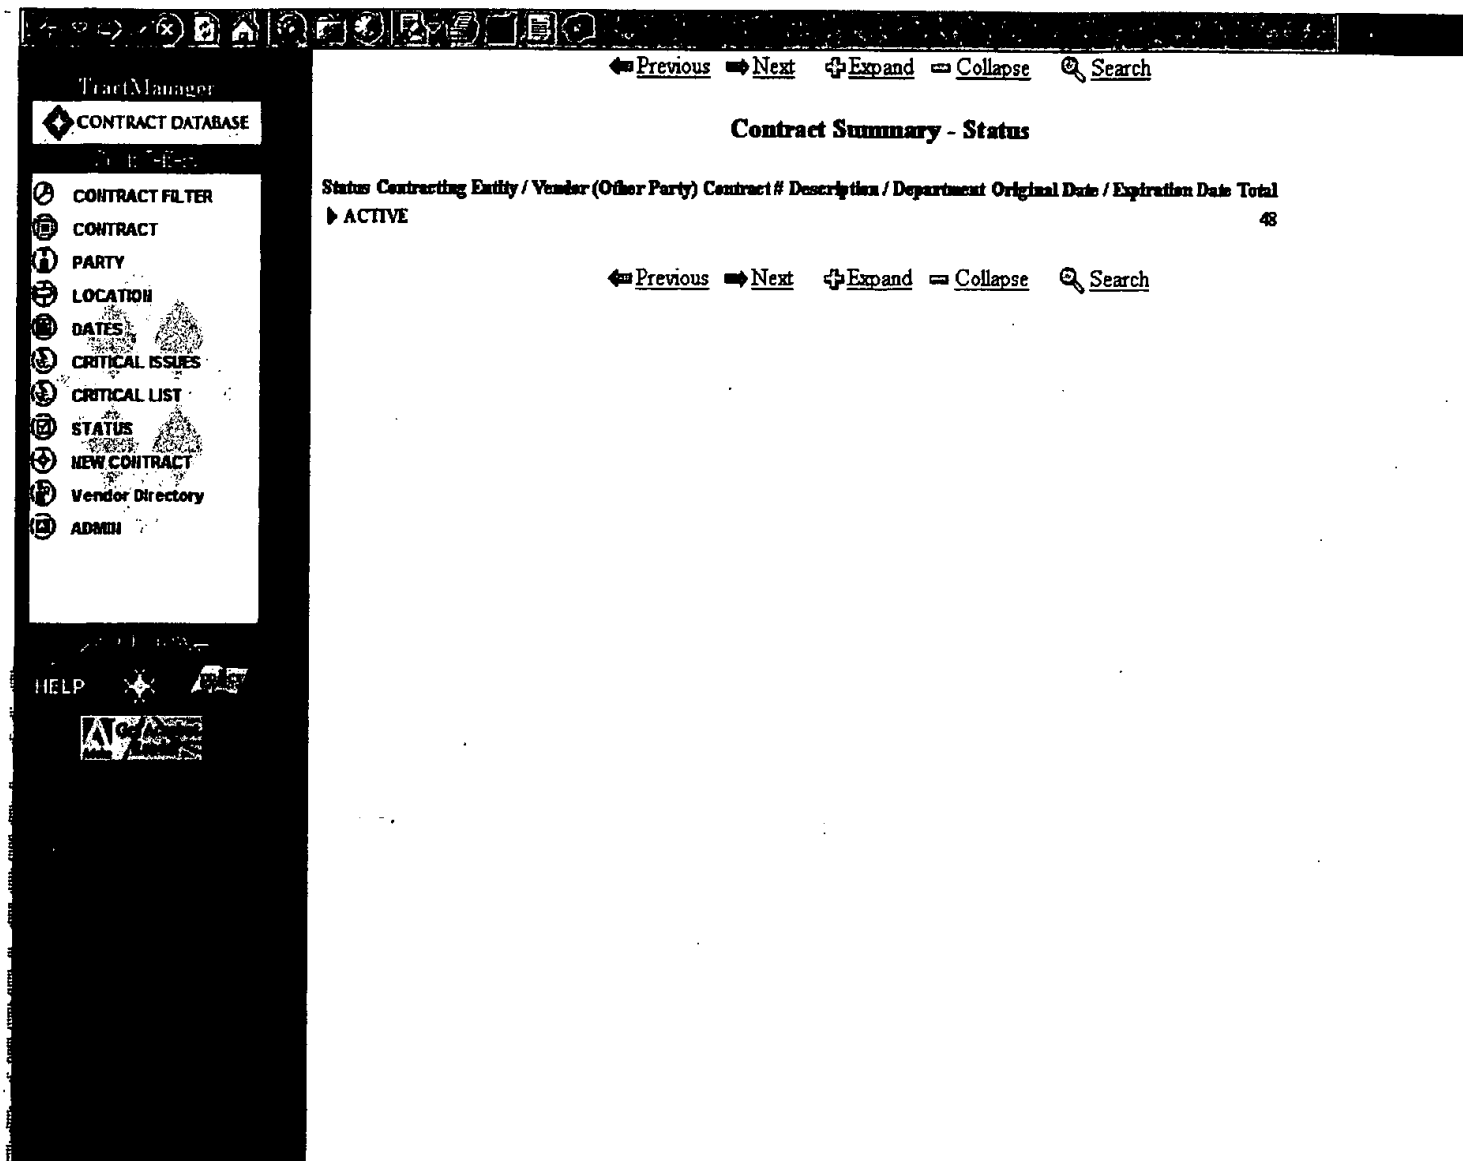 Previous Next Expand Collapse Search
TractManager
CONTRACT DATABASE
Contract Summary - Status
Status Contracting Entity / Vendor (Other Party) Contract # Description / Department Original Date / Expiration Date Total
ACTIVE 48
CONTRACT FILTER
CONTRACT
PARTY
LOCATION
DATES
CRITICAL ISSUES
CRITICAL LIST
STATUS
NEW CONTRACT
Vendor Directory
ADMIN
Previous Next Expand Collapse Search
HELP